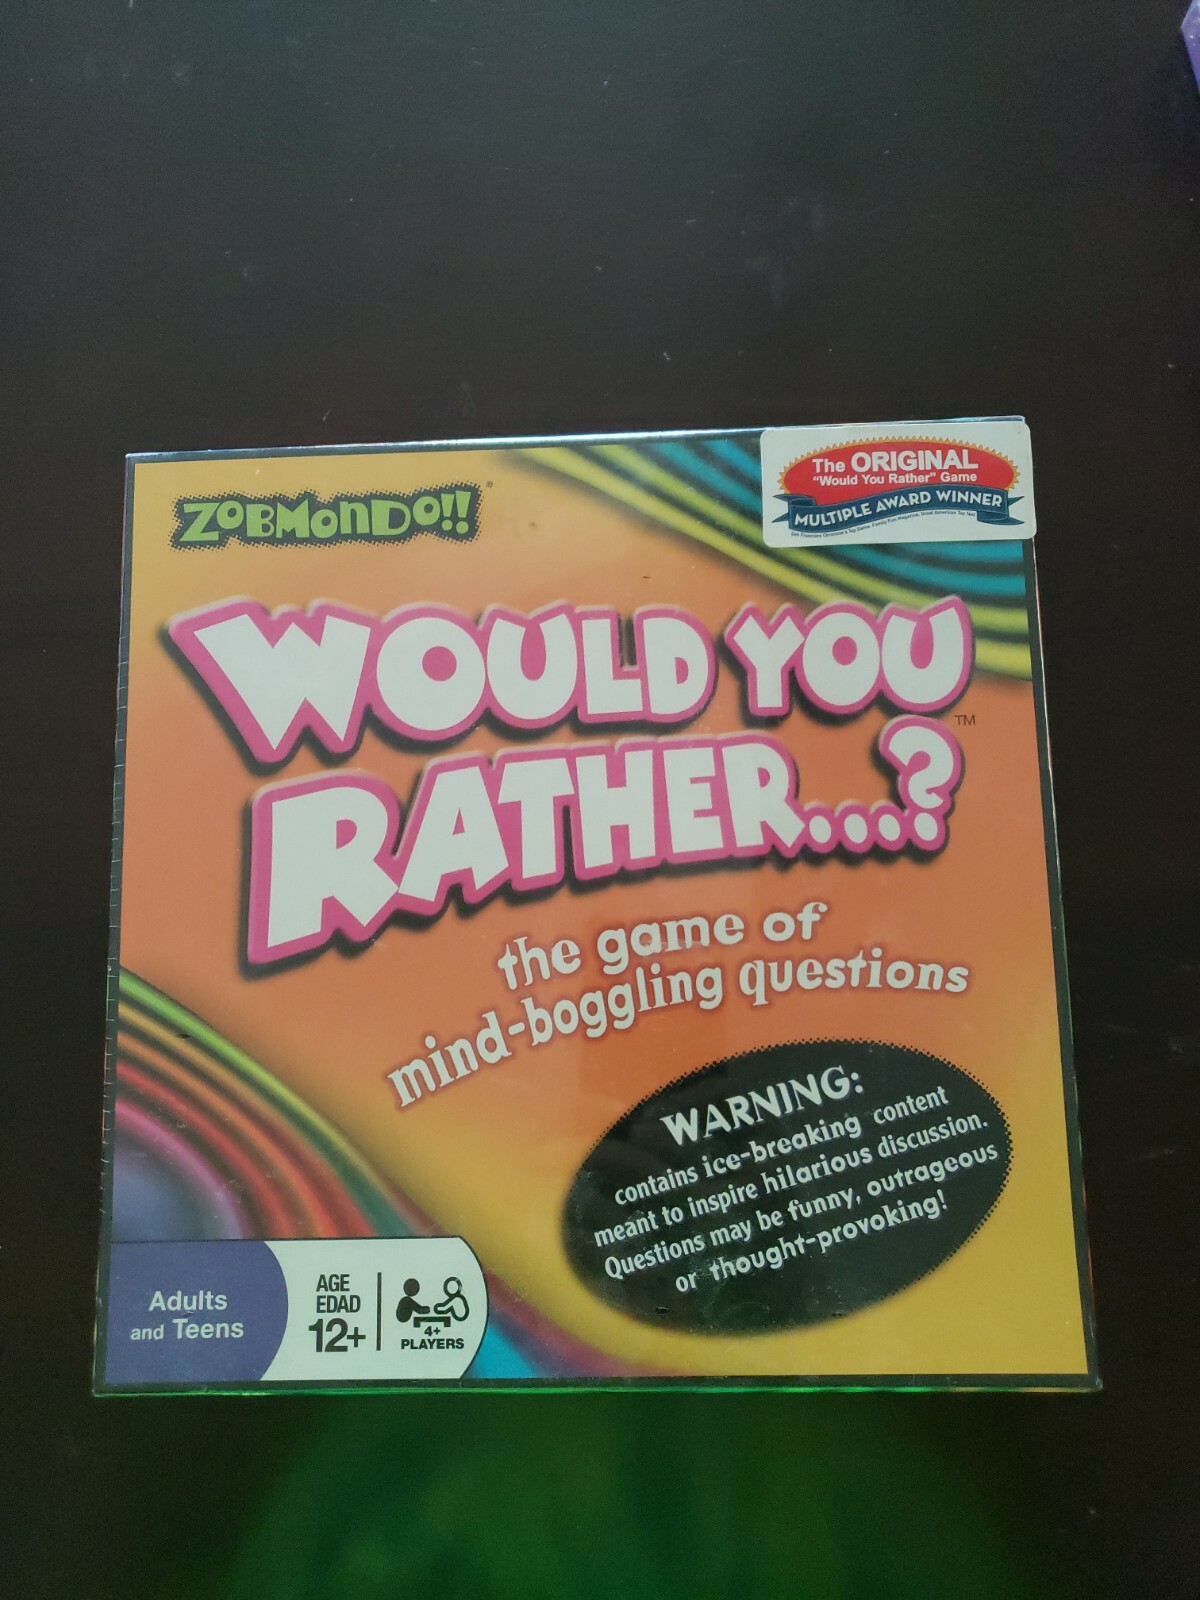 The ORIGINAL
"Would You Rather" Game
MULTIPLE AWARD WINNER
ZOBMONDO!!®
WOULD YOU
RATHER....?™
the game of
mind-boggling questions
WARNING:
contains ice-breaking content
meant to inspire hilarious discussion.
Questions may be funny, outrageous
or thought-provoking!
Adults
and Teens
AGE
EDAD
12+
4+
PLAYERS